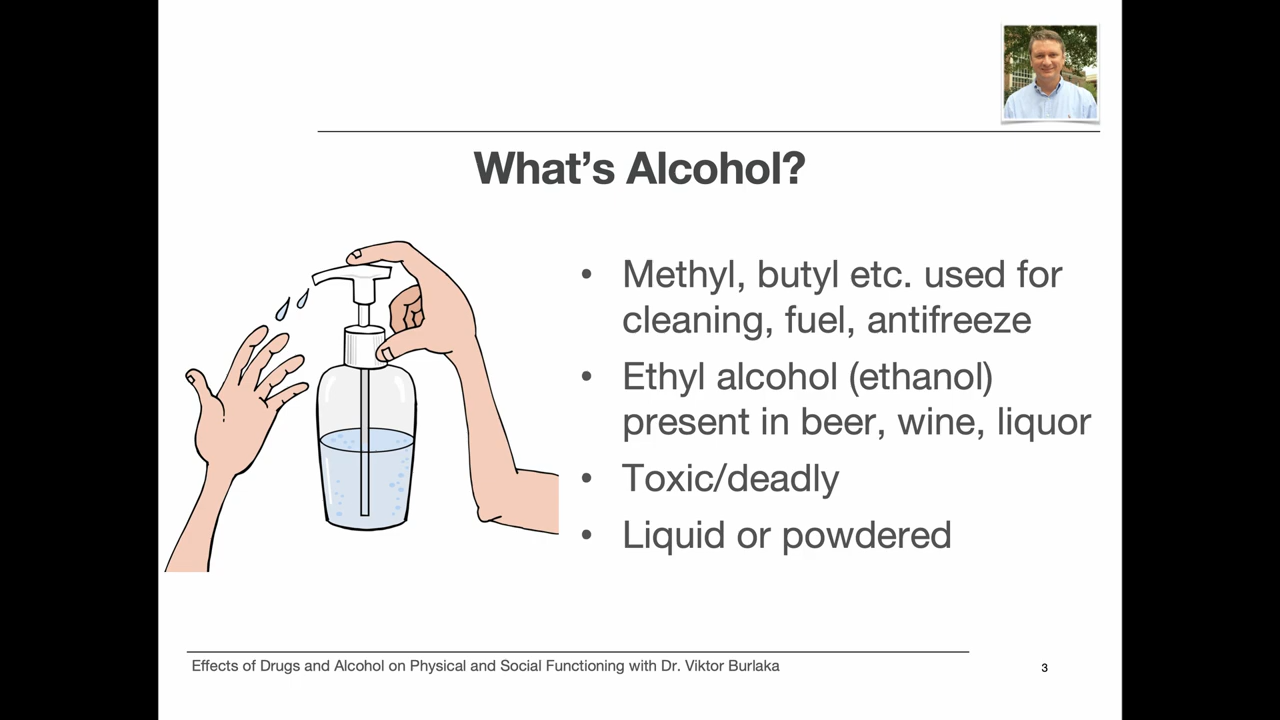 What's Alcohol?
• Methyl, butyl etc. used for
cleaning, fuel, antifreeze
• Ethyl alcohol (ethanol)
present in beer, wine, liquor
• Toxic/deadly
• Liquid or powdered
Effects of Drugs and Alcohol on Physical and Social Functioning with Dr. Viktor Burlaka
3